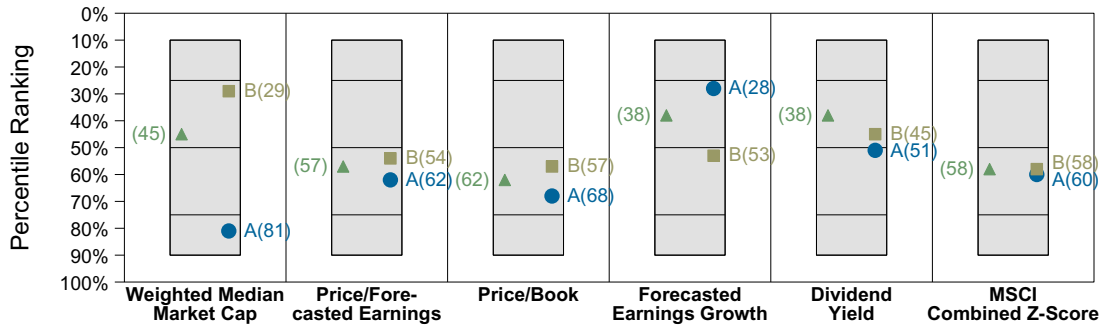 Percentile Ranking
0%
10%
20%
30%
40%
50%
60%
70%
80%
90%
100%
(45)
B(29)
A(81)
(57)
B(54)
A(62)
(62)
B(57)
A(68)
(38)
A(28)
B(53)
(38)
B(45)
A(51)
(58)
B(58)
A(60)
Weighted Median
Market Cap
Price/Fore-
casted Earnings
Price/Book
Forecasted
Earnings Growth
Dividend
Yield
MSCI
Combined Z-Score